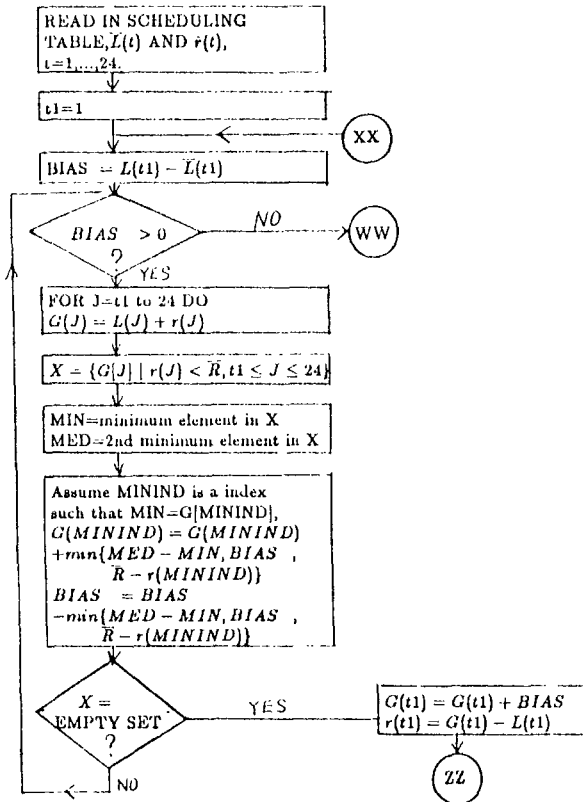 READ IN SCHEDULING
TABLE, L̄(t) AND r(t),
t=1,...,24.
t1=1
XX
BIAS = L(t1) − L̄(t1)
BIAS > 0
?
NO
WW
YES
FOR J=t1 to 24 DO
G(J) = L(J) + r(J)
X = {G[J] | r(J) < R̄, t1 ≤ J ≤ 24}
MIN=minimum element in X
MED=2nd minimum element in X
Assume MININD is a index
such that MIN=G[MININD],
G(MININD) = G(MININD)
+min{MED − MIN, BIAS ,
R̄ − r(MININD)}
BIAS = BIAS
−min{MED − MIN, BIAS ,
R̄ − r(MININD)}
X =
EMPTY SET
?
YES
G(t1) = G(t1) + BIAS
r(t1) = G(t1) − L(t1)
NO
ZZ